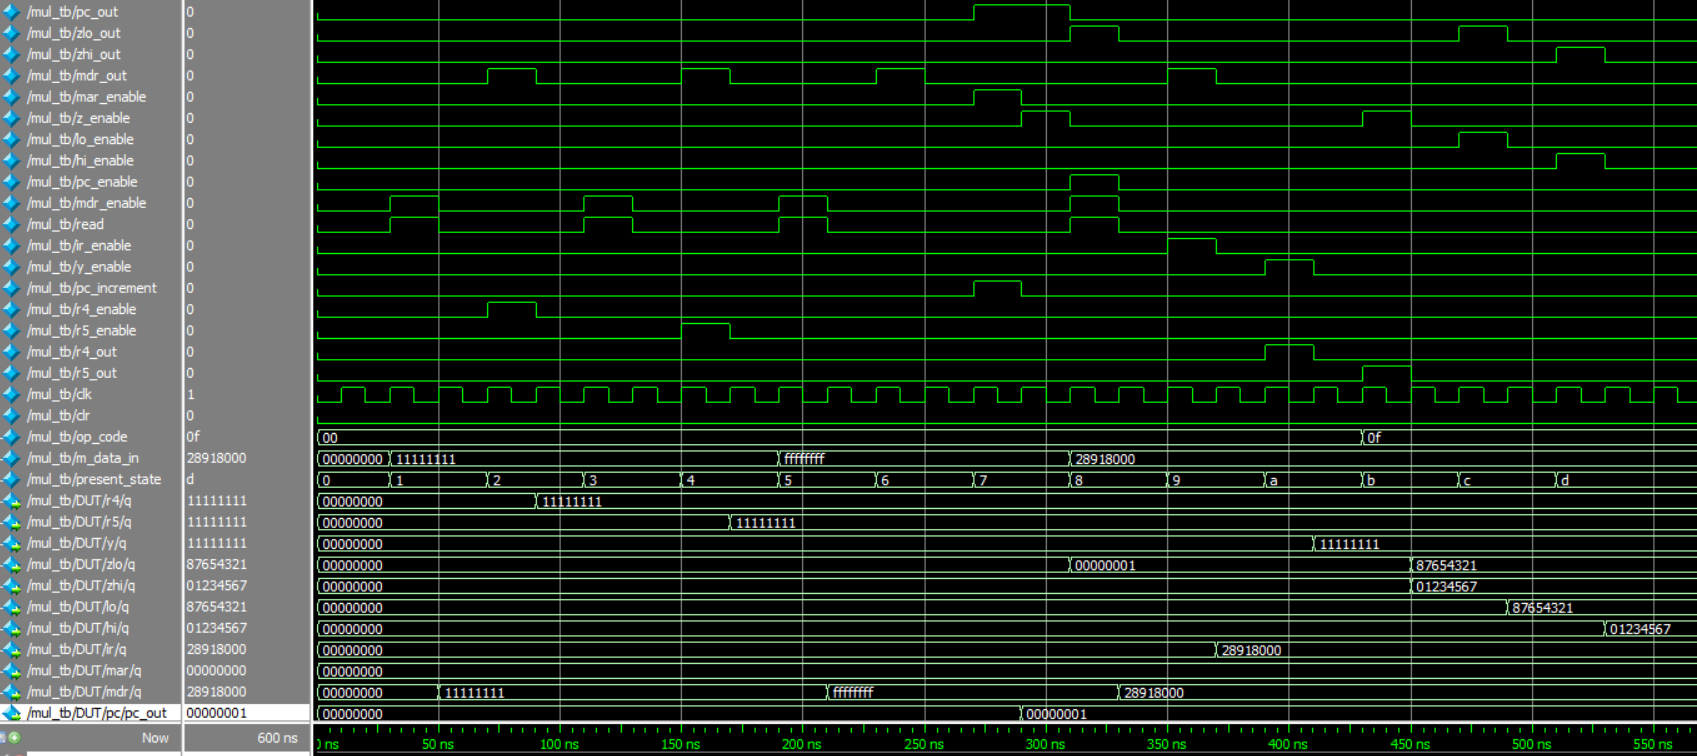 /mul_tb/pc_out 0
/mul_tb/zlo_out 0
/mul_tb/zhi_out 0
/mul_tb/mdr_out 0
/mul_tb/mar_enable 0
/mul_tb/z_enable 0
/mul_tb/lo_enable 0
/mul_tb/hi_enable 0
/mul_tb/pc_enable 0
/mul_tb/mdr_enable 0
/mul_tb/read 0
/mul_tb/ir_enable 0
/mul_tb/y_enable 0
/mul_tb/pc_increment 0
/mul_tb/r4_enable 0
/mul_tb/r5_enable 0
/mul_tb/r4_out 0
/mul_tb/r5_out 0
/mul_tb/clk 1
/mul_tb/clr 0
/mul_tb/op_code 0f 00 0f
/mul_tb/m_data_in 28918000 00000000 11111111 ffffffff 28918000
/mul_tb/present_state d 0 1 2 3 4 5 6 7 8 9 a b c d
/mul_tb/DUT/r4/q 11111111 00000000 11111111
/mul_tb/DUT/r5/q 11111111 00000000 11111111
/mul_tb/DUT/y/q 11111111 00000000 11111111
/mul_tb/DUT/zlo/q 87654321 00000000 00000001 87654321
/mul_tb/DUT/zhi/q 01234567 00000000 01234567
/mul_tb/DUT/lo/q 87654321 00000000 87654321
/mul_tb/DUT/hi/q 01234567 00000000 01234567
/mul_tb/DUT/ir/q 28918000 00000000 28918000
/mul_tb/DUT/mar/q 00000000 00000000
/mul_tb/DUT/mdr/q 28918000 00000000 11111111 ffffffff 28918000
/mul_tb/DUT/pc/pc_out 00000001 00000000 00000001
Now 600 ns 0 ns 50 ns 100 ns 150 ns 200 ns 250 ns 300 ns 350 ns 400 ns 450 ns 500 ns 550 ns